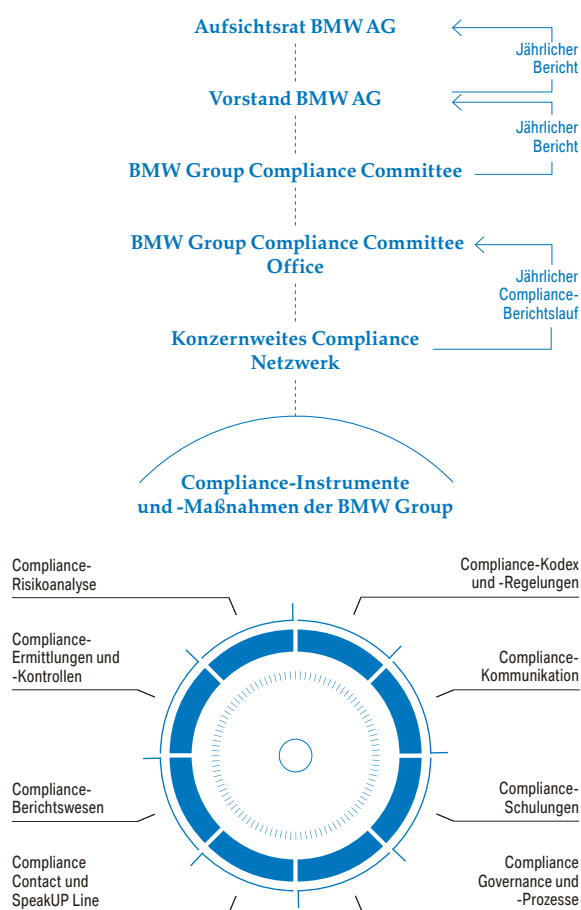 Aufsichtsrat BMW AG
Jährlicher
Bericht
Vorstand BMW AG
Jährlicher
Bericht
BMW Group Compliance Committee
BMW Group Compliance Committee
Office
Jährlicher
Compliance-
Berichtslauf
Konzernweites Compliance
Netzwerk
Compliance-Instrumente
und -Maßnahmen der BMW Group
Compliance-
Risikoanalyse
Compliance-Kodex
und -Regelungen
Compliance-
Ermittlungen und
-Kontrollen
Compliance-
Kommunikation
Compliance-
Berichtswesen
Compliance-
Schulungen
Compliance
Contact und
SpeakUP Line
Compliance
Governance und
-Prozesse